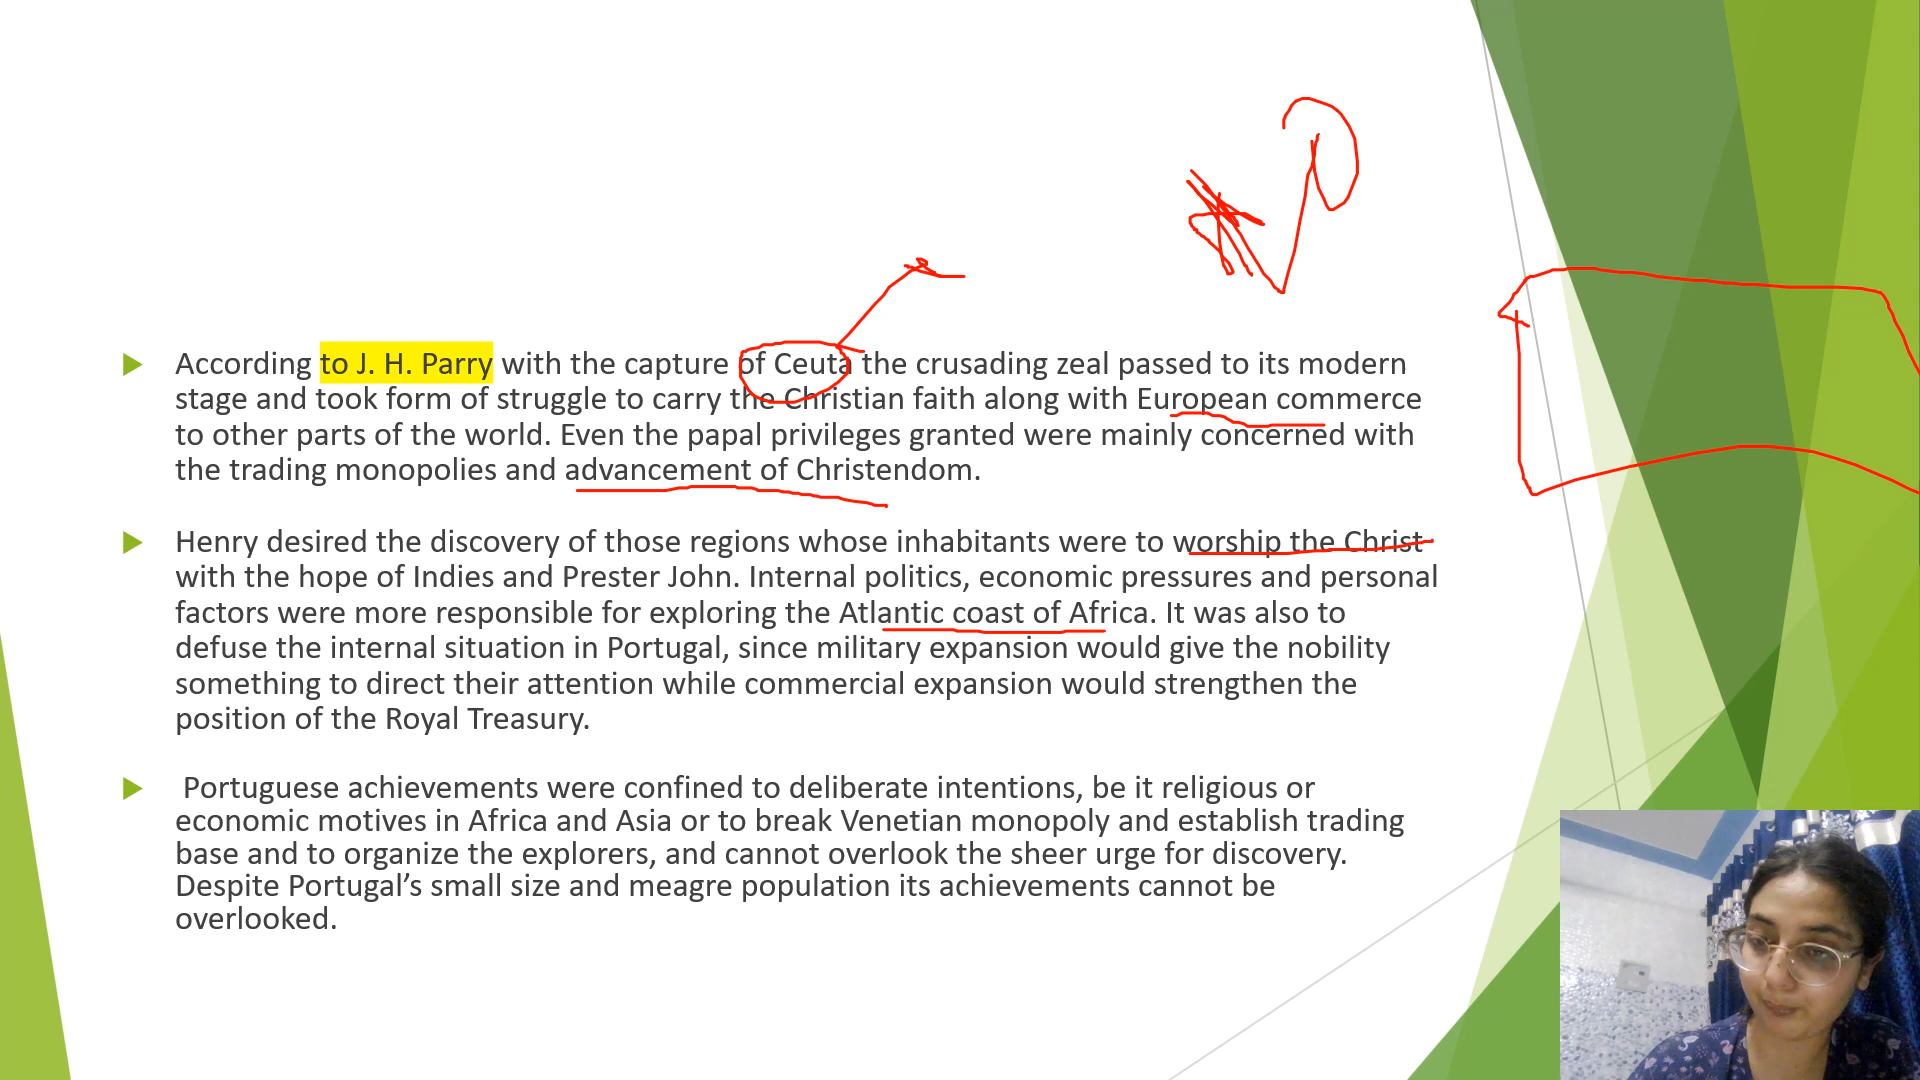 According to J. H. Parry with the capture of Ceuta the crusading zeal passed to its modern
stage and took form of struggle to carry the Christian faith along with European commerce
to other parts of the world. Even the papal privileges granted were mainly concerned with
the trading monopolies and advancement of Christendom.
Henry desired the discovery of those regions whose inhabitants were to worship the Christ
with the hope of Indies and Prester John. Internal politics, economic pressures and personal
factors were more responsible for exploring the Atlantic coast of Africa. It was also to
defuse the internal situation in Portugal, since military expansion would give the nobility
something to direct their attention while commercial expansion would strengthen the
position of the Royal Treasury.
Portuguese achievements were confined to deliberate intentions, be it religious or
economic motives in Africa and Asia or to break Venetian monopoly and establish trading
base and to organize the explorers, and cannot overlook the sheer urge for discovery.
Despite Portugal’s small size and meagre population its achievements cannot be
overlooked.